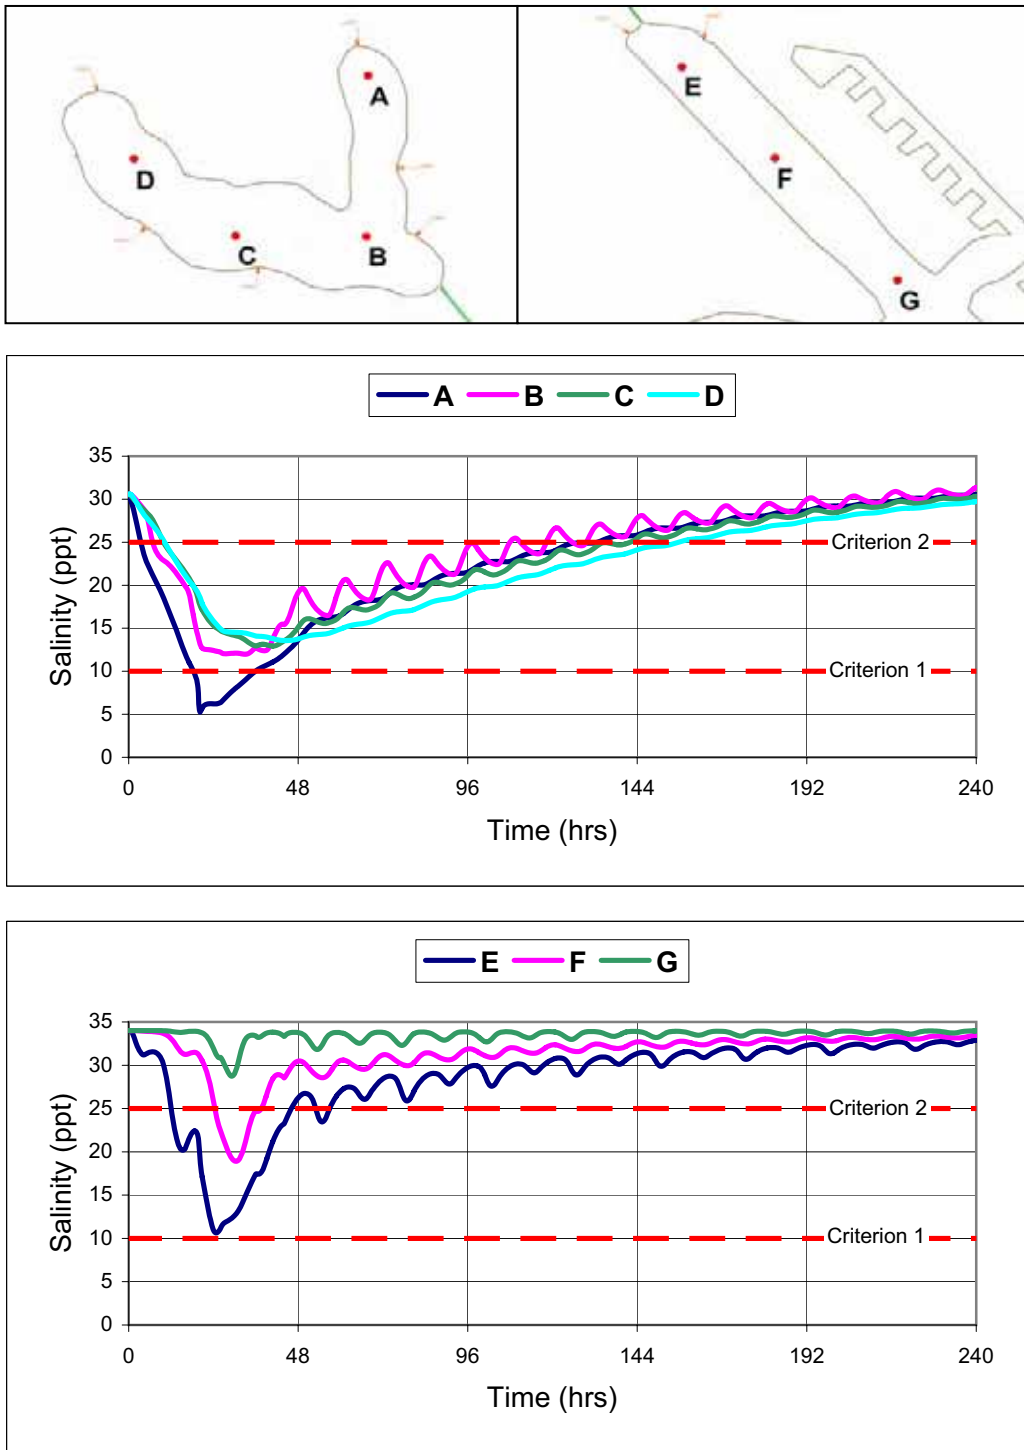 A
D
C
B
E
F
G
A B C D
35
30
25
20
15
10
5
0
Salinity (ppt)
Criterion 2
Criterion 1
0 48 96 144 192 240
Time (hrs)
E F G
35
30
25
20
15
10
5
0
Salinity (ppt)
Criterion 2
Criterion 1
0 48 96 144 192 240
Time (hrs)